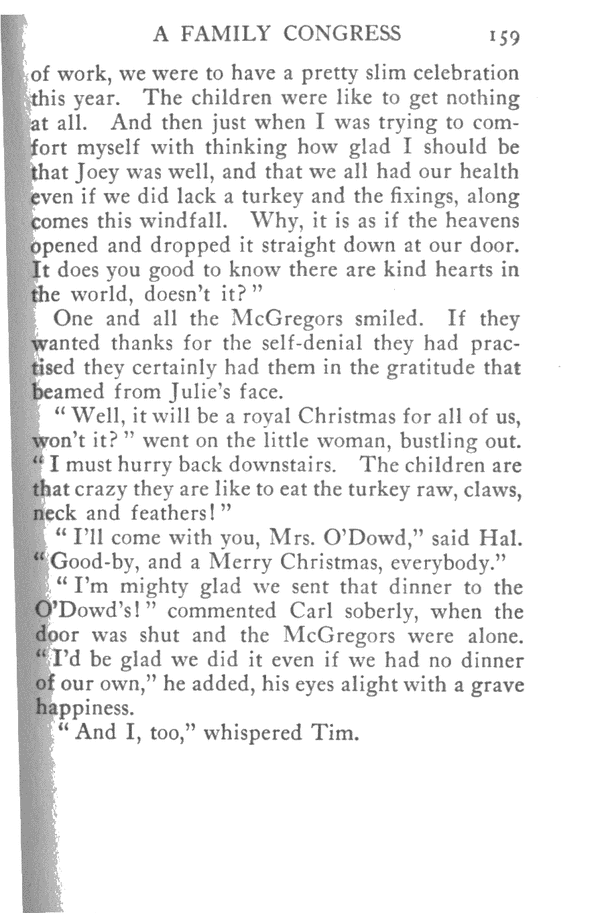 A FAMILY CONGRESS 159
of work, we were to have a pretty slim celebration
this year. The children were like to get nothing
at all. And then just when I was trying to com-
fort myself with thinking how glad I should be
that Joey was well, and that we all had our health
even if we did lack a turkey and the fixings, along
comes this windfall. Why, it is as if the heavens
opened and dropped it straight down at our door.
It does you good to know there are kind hearts in
the world, doesn't it?”
One and all the McGregors smiled. If they
wanted thanks for the self-denial they had prac-
tised they certainly had them in the gratitude that
beamed from Julie's face.
“Well, it will be a royal Christmas for all of us,
won't it?” went on the little woman, bustling out.
“I must hurry back downstairs. The children are
that crazy they are like to eat the turkey raw, claws,
neck and feathers!”
“I'll come with you, Mrs. O'Dowd,” said Hal.
“Good-by, and a Merry Christmas, everybody.”
“I'm mighty glad we sent that dinner to the
O'Dowd's!” commented Carl soberly, when the
door was shut and the McGregors were alone.
“I'd be glad we did it even if we had no dinner
of our own,” he added, his eyes alight with a grave
happiness.
“And I, too,” whispered Tim.